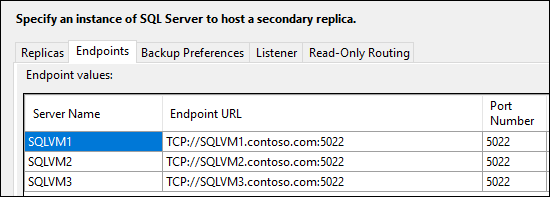 Specify an instance of SQL Server to host a secondary replica.
Replicas Endpoints Backup Preferences Listener Read-Only Routing
Endpoint values:
Server Name Endpoint URL Port Number
SQLVM1 TCP://SQLVM1.contoso.com:5022 5022
SQLVM2 TCP://SQLVM2.contoso.com:5022 5022
SQLVM3 TCP://SQLVM3.contoso.com:5022 5022